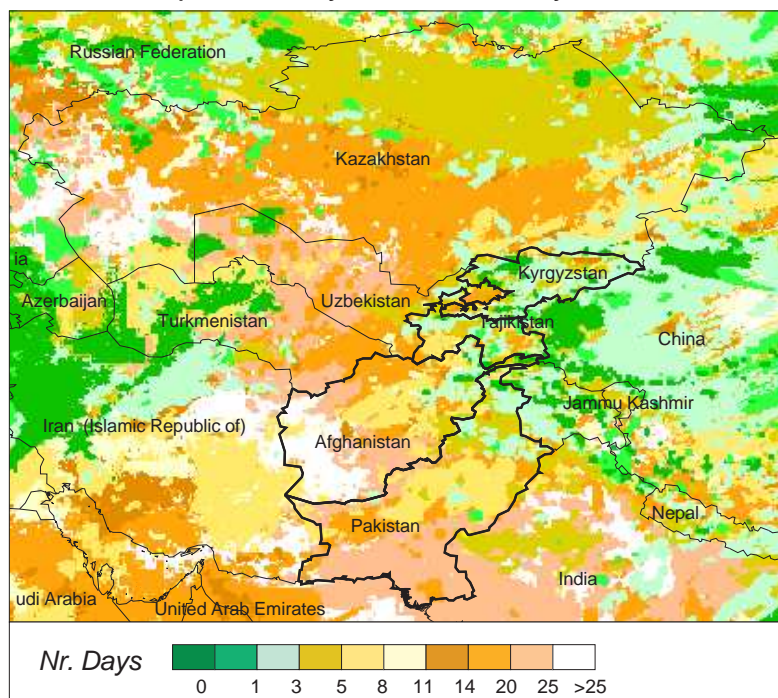 Russian Federation
Kazakhstan
Kyrgyzstan
ia
Azerbaijan
Turkmenistan
Uzbekistan
Tajikistan
China
Jammu Kashmir
Iran (Islamic Republic of)
Afghanistan
Pakistan
Nepal
India
udi Arabia
United Arab Emirates
Nr. Days
0 1 3 5 8 11 14 20 25 >25